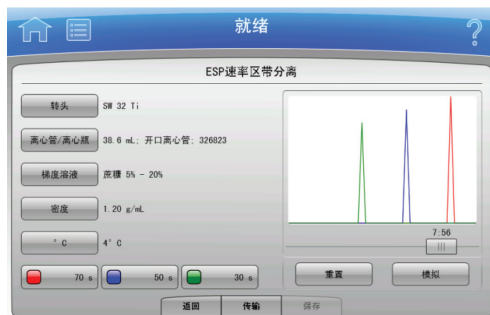 就绪
?
ESP速率区带分离
转头 SW 32 Ti
离心管/离心瓶 38.6 mL; 开口离心管; 326823
梯度溶液 蔗糖 5% - 20%
密度 1.20 g/mL
° C 4° C
7:56
70 s 50 s 30 s 重置 模拟
返回 传输 保存